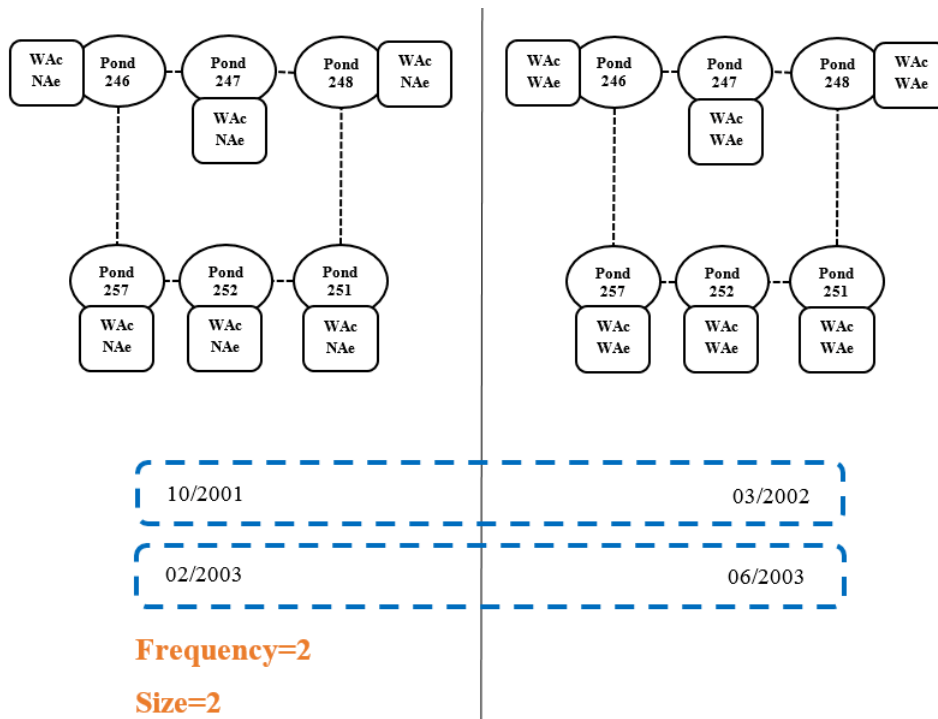 WAc
NAe
Pond
246
Pond
247
Pond
248
WAc
NAe
WAc
NAe
Pond
257
Pond
252
Pond
251
WAc
NAe
WAc
NAe
WAc
NAe
WAc
WAe
Pond
246
Pond
247
Pond
248
WAc
WAe
WAc
WAe
Pond
257
Pond
252
Pond
251
WAc
WAe
WAc
WAe
WAc
WAe
10/2001
03/2002
02/2003
06/2003
Frequency=2
Size=2